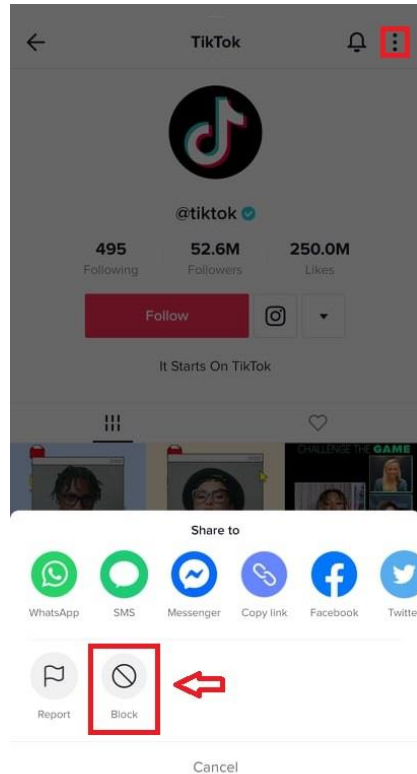 TikTok
@tiktok
495 52.6M 250.0M
Following Followers Likes
Follow
It Starts On TikTok
CHALLENGE THE GAME
Share to
WhatsApp SMS Messenger Copy link Facebook Twitte
Report Block
Cancel